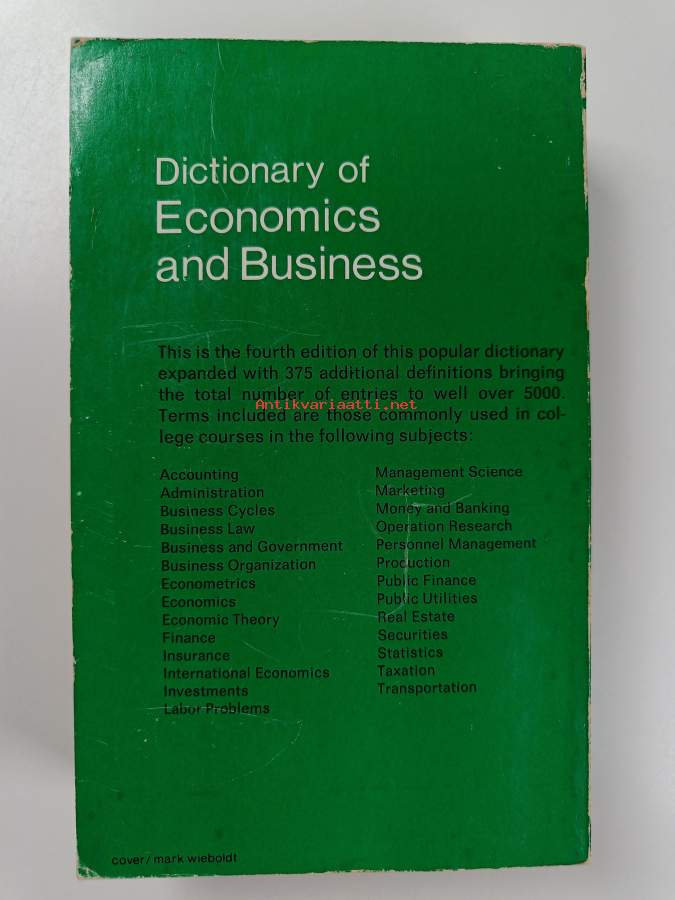 Dictionary of
Economics
and Business
This is the fourth edition of this popular dictionary
expanded with 375 additional definitions bringing
the total number of entries to well over 5000.
Antikvariaatti.net
Terms included are those commonly used in col-
lege courses in the following subjects:
Accounting
Administration
Business Cycles
Business Law
Business and Government
Business Organization
Econometrics
Economics
Economic Theory
Finance
Insurance
International Economics
Investments
Labor Problems
Management Science
Marketing
Money and Banking
Operation Research
Personnel Management
Production
Public Finance
Public Utilities
Real Estate
Securities
Statistics
Taxation
Transportation
cover/mark wieboldt